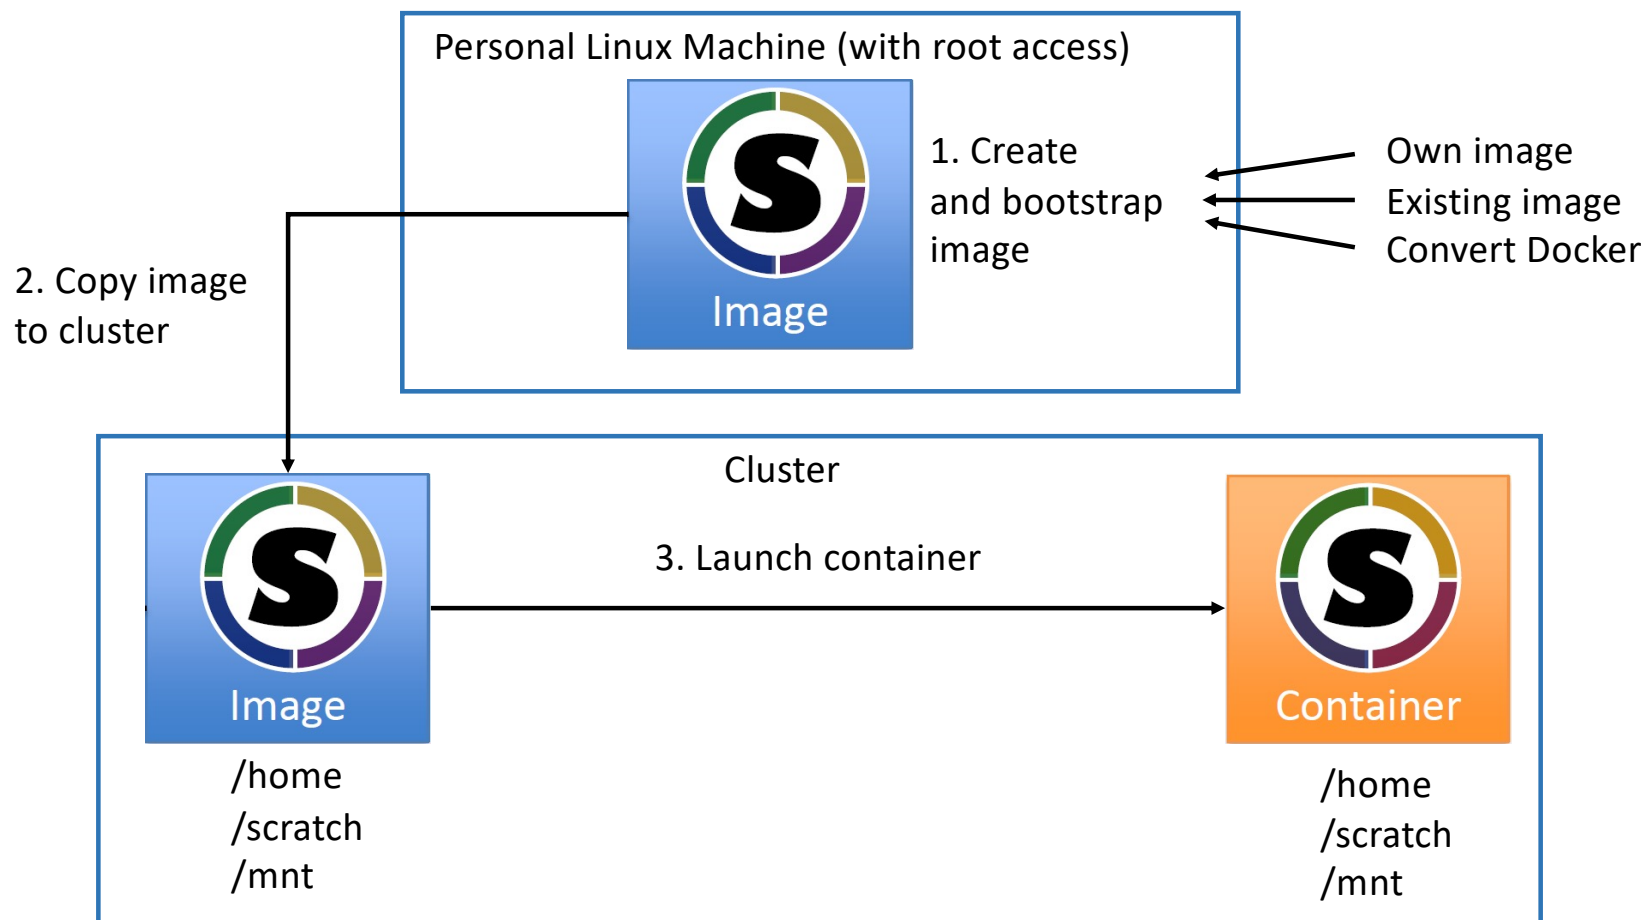 Personal Linux Machine (with root access)
S
Image
1. Create
and bootstrap
image
Own image
Existing image
Convert Docker
2. Copy image
to cluster
Cluster
S
Image
/home
/scratch
/mnt
3. Launch container
S
Container
/home
/scratch
/mnt